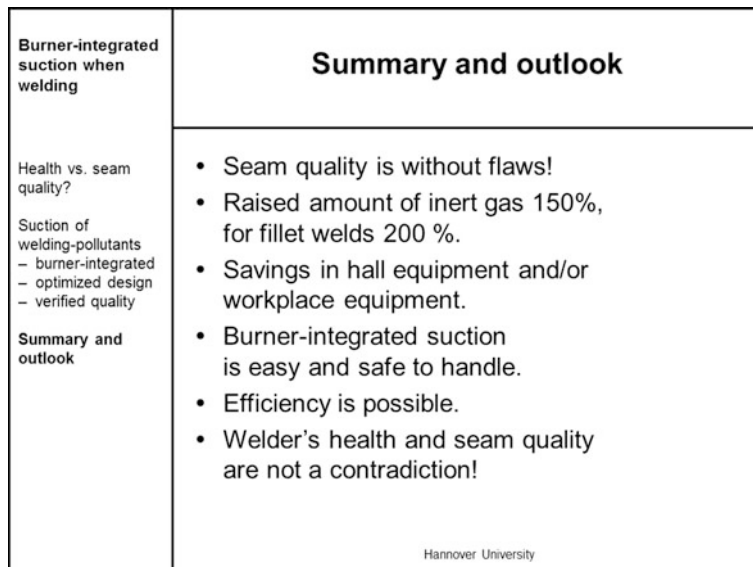 Burner-integrated
suction when
welding
Summary and outlook
Health vs. seam
quality?
Suction of
welding-pollutants
– burner-integrated
– optimized design
– verified quality
Summary and
outlook
• Seam quality is without flaws!
• Raised amount of inert gas 150%,
for fillet welds 200 %.
• Savings in hall equipment and/or
workplace equipment.
• Burner-integrated suction
is easy and safe to handle.
• Efficiency is possible.
• Welder's health and seam quality
are not a contradiction!
Hannover University